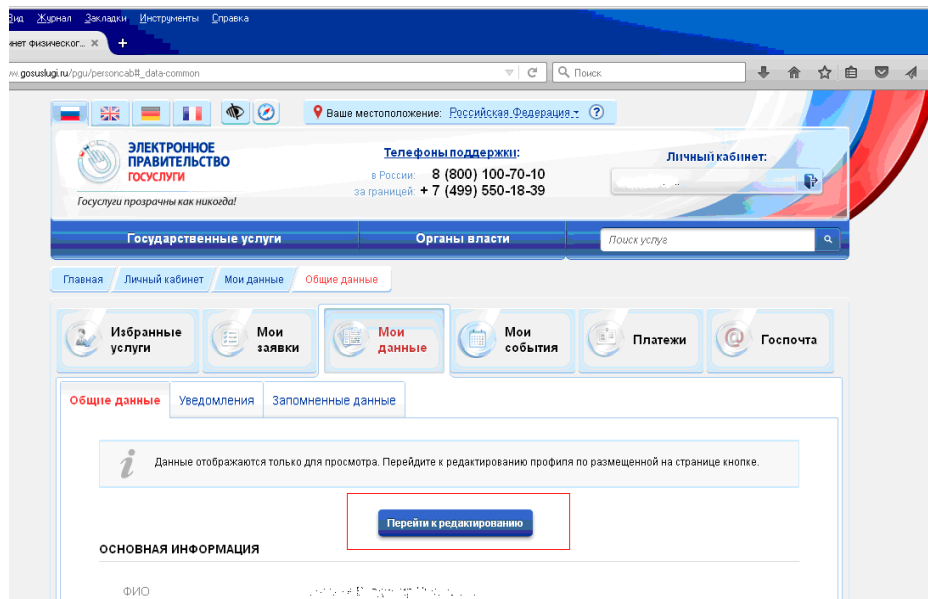 Вид Журнал Закладки Инструменты Справка
инет физическог... × +
w.gosuslugi.ru/pgu/personcab#_data-common
Поиск
Ваше местоположение: Российская Федерация ?
ЭЛЕКТРОННОЕ
ПРАВИТЕЛЬСТВО
ГОСУСЛУГИ
Госуслуги прозрачны как никогда!
Телефоны поддержки:
в России: 8 (800) 100-70-10
за границей: + 7 (499) 550-18-39
Личный кабинет:
Государственные услуги
Органы власти
Поиск услуг
Главная Личный кабинет Мои данные Общие данные
Избранные
услуги
Мои
заявки
Мои
данные
Мои
события
Платежи
Госпочта
Общие данные Уведомления Запомненные данные
Данные отображаются только для просмотра. Перейдите к редактированию профиля по размещенной на странице кнопке.
Перейти к редактированию
ОСНОВНАЯ ИНФОРМАЦИЯ
ФИО